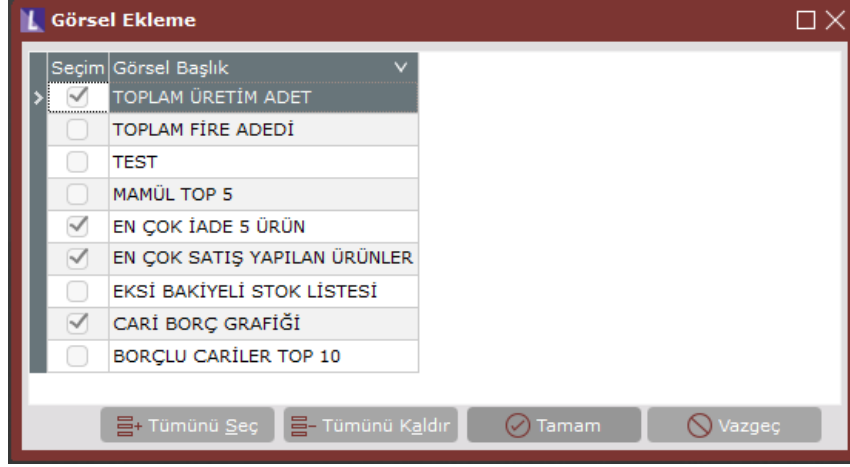 Görsel Ekleme
Seçim Görsel Başlık
TOPLAM ÜRETİM ADET
TOPLAM FİRE ADEDİ
TEST
MAMÜL TOP 5
EN ÇOK İADE 5 ÜRÜN
EN ÇOK SATIŞ YAPILAN ÜRÜNLER
EKSİ BAKİYELİ STOK LİSTESİ
CARİ BORÇ GRAFİĞİ
BORÇLU CARİLER TOP 10
Tümünü Seç Tümünü Kaldır Tamam Vazgeç